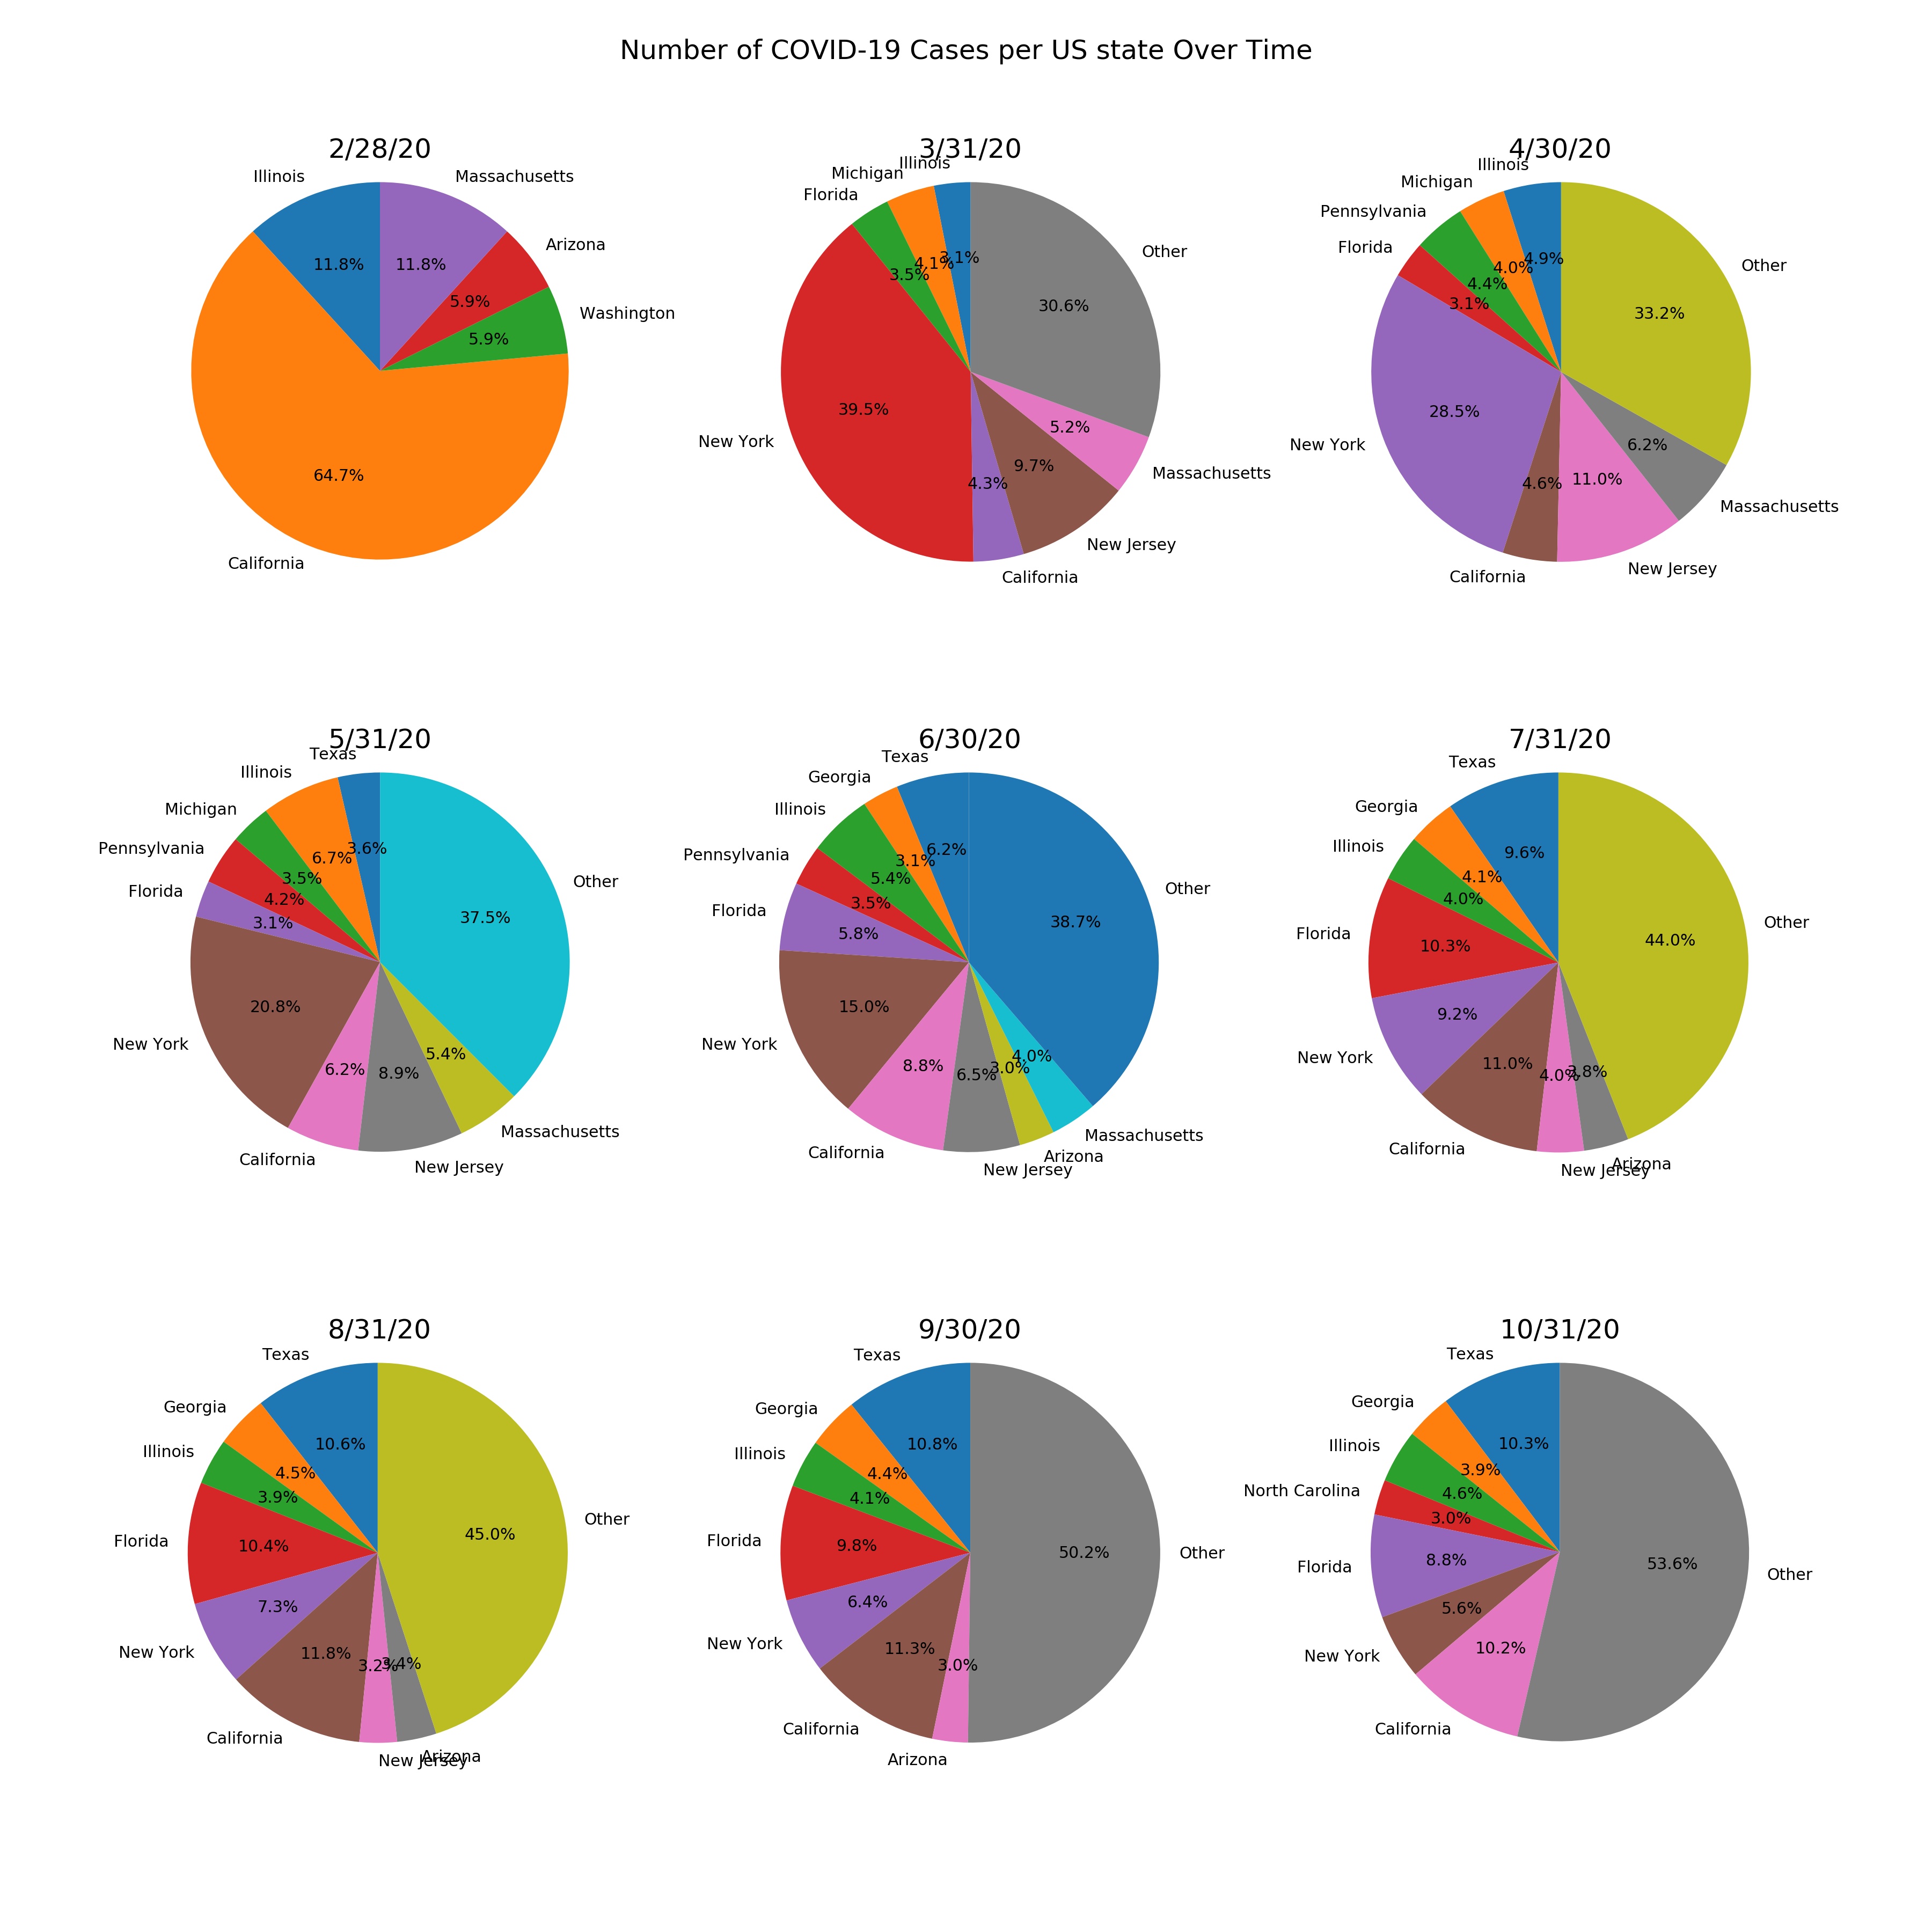 Number of COVID-19 Cases per US state Over Time
2/28/20
Illinois
Massachusetts
Arizona
Washington
California
11.8%
11.8%
5.9%
5.9%
64.7%
3/31/20
Illinois
Michigan
Florida
New York
California
New Jersey
Massachusetts
Other
3.1%
4.1%
3.5%
39.5%
4.3%
9.7%
5.2%
30.6%
4/30/20
Illinois
Michigan
Pennsylvania
Florida
New York
California
New Jersey
Massachusetts
Other
4.9%
4.0%
4.4%
3.1%
28.5%
4.6%
11.0%
6.2%
33.2%
5/31/20
Texas
Illinois
Michigan
Pennsylvania
Florida
New York
California
New Jersey
Massachusetts
Other
3.6%
6.7%
3.5%
4.2%
3.1%
20.8%
6.2%
8.9%
5.4%
37.5%
6/30/20
Texas
Georgia
Illinois
Pennsylvania
Florida
New York
California
New Jersey
Arizona
Massachusetts
Other
6.2%
3.1%
5.4%
3.5%
5.8%
15.0%
8.8%
6.5%
3.0%
4.0%
38.7%
7/31/20
Texas
Georgia
Illinois
Florida
New York
California
New Jersey
Arizona
Other
9.6%
4.1%
4.0%
10.3%
9.2%
11.0%
4.0%
3.8%
44.0%
8/31/20
Texas
Georgia
Illinois
Florida
New York
California
New Jersey
Arizona
Other
10.6%
4.5%
3.9%
10.4%
7.3%
11.8%
3.2%
3.4%
45.0%
9/30/20
Texas
Georgia
Illinois
Florida
New York
California
Arizona
Other
10.8%
4.4%
4.1%
9.8%
6.4%
11.3%
3.0%
50.2%
10/31/20
Texas
Georgia
Illinois
North Carolina
Florida
New York
California
Other
10.3%
3.9%
4.6%
3.0%
8.8%
5.6%
10.2%
53.6%